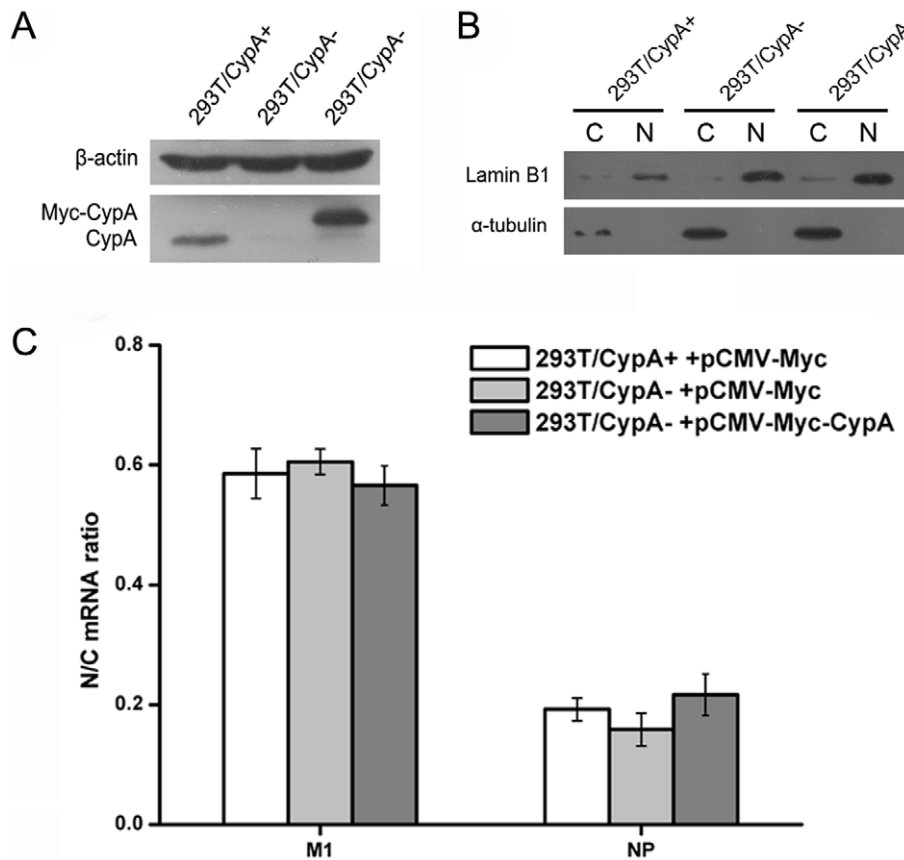 A
293T/CypA+
293T/CypA-
293T/CypA-
β-actin
Myc-CypA
CypA
B
293T/CypA+
293T/CypA-
293T/CypA
C N C N C N
Lamin B1
α-tubulin
C
293T/CypA+ +pCMV-Myc
293T/CypA- +pCMV-Myc
293T/CypA- +pCMV-Myc-CypA
N/C mRNA ratio
0.8
0.6
0.4
0.2
0.0
M1 NP